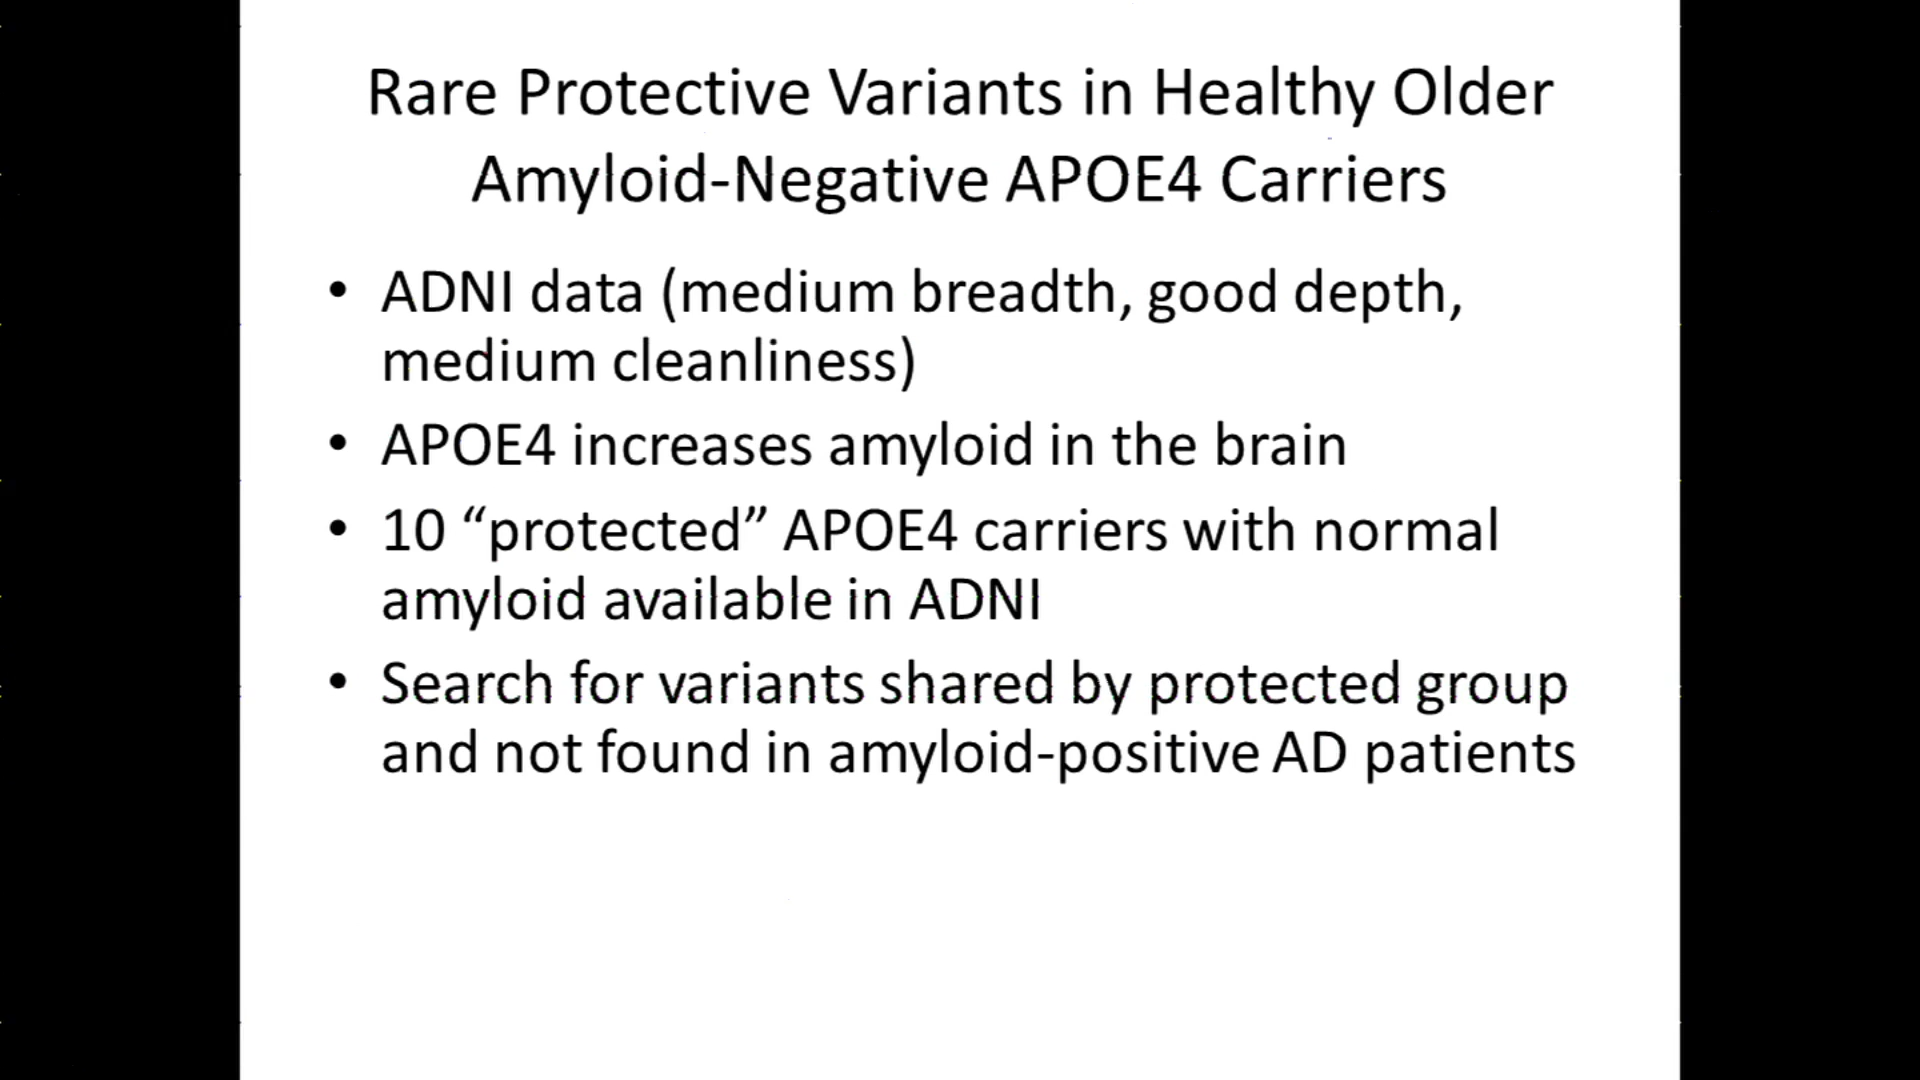 Rare Protective Variants in Healthy Older
Amyloid-Negative APOE4 Carriers
• ADNI data (medium breadth, good depth,
medium cleanliness)
• APOE4 increases amyloid in the brain
• 10 “protected” APOE4 carriers with normal
amyloid available in ADNI
• Search for variants shared by protected group
and not found in amyloid-positive AD patients